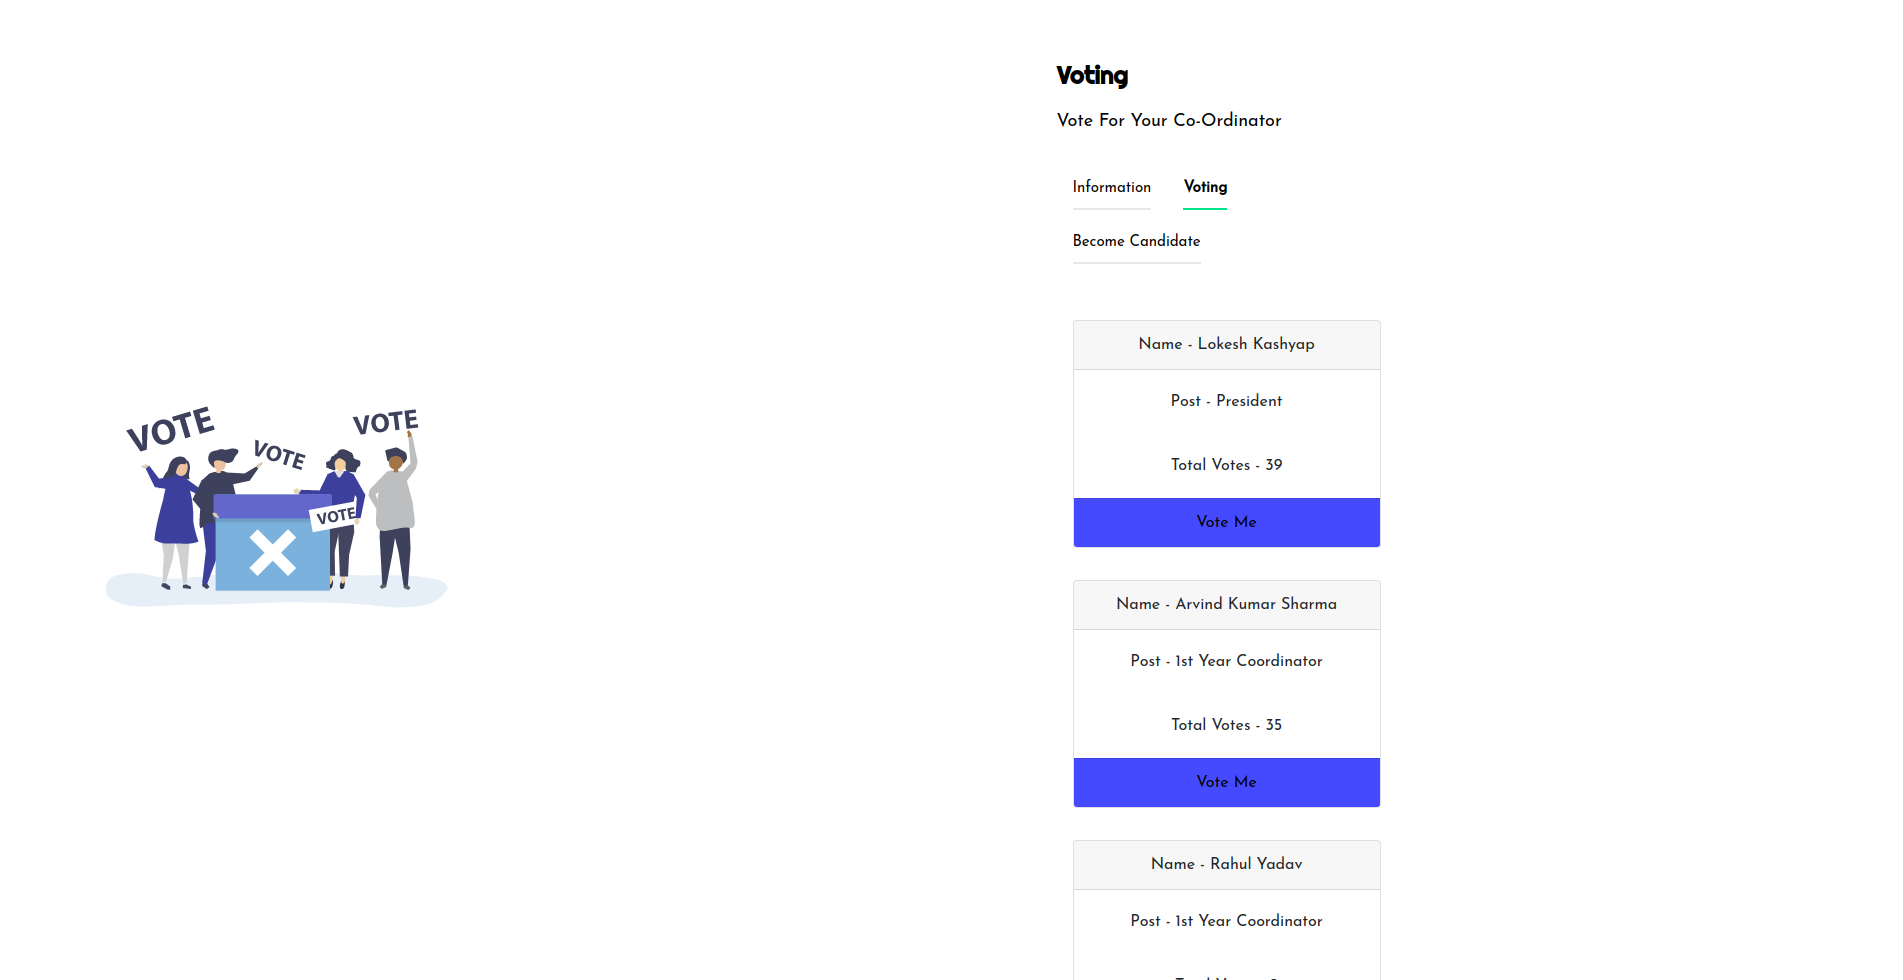 Voting
Vote For Your Co-Ordinator
Information Voting
Become Candidate
VOTE
VOTE
VOTE
VOTE
Name - Lokesh Kashyap
Post - President
Total Votes - 39
Vote Me
Name - Arvind Kumar Sharma
Post - 1st Year Coordinator
Total Votes - 35
Vote Me
Name - Rahul Yadav
Post - 1st Year Coordinator